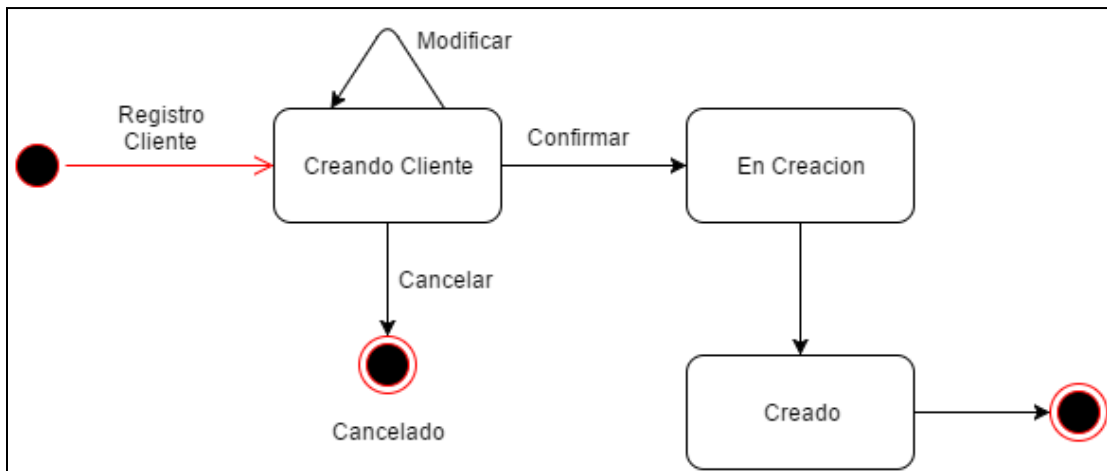 Modificar
Registro
Cliente
Creando Cliente
Confirmar
En Creacion
Cancelar
Cancelado
Creado